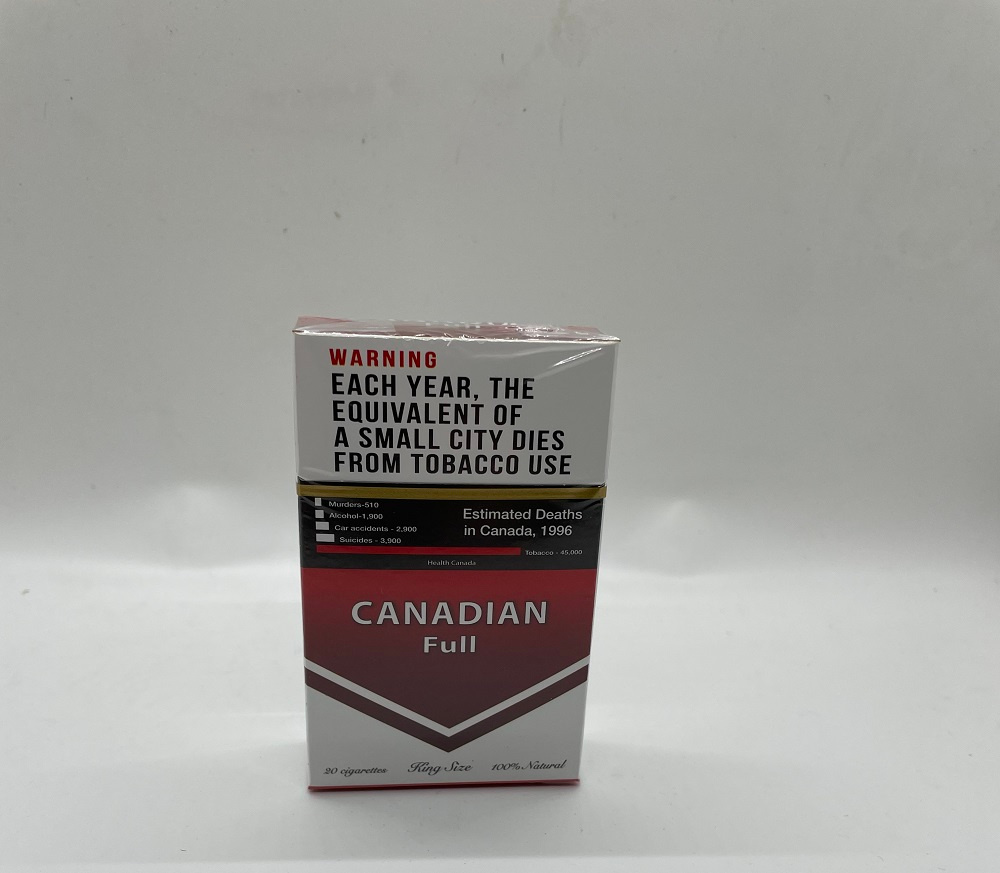 WARNING
EACH YEAR, THE
EQUIVALENT OF
A SMALL CITY DIES
FROM TOBACCO USE
Murders-510
Alcohol-1,900
Car accidents - 2,900
Suicides - 3,900
Estimated Deaths
in Canada, 1996
Tobacco - 45,000
Health Canada
CANADIAN
Full
20 cigarettes King Size 100% Natural